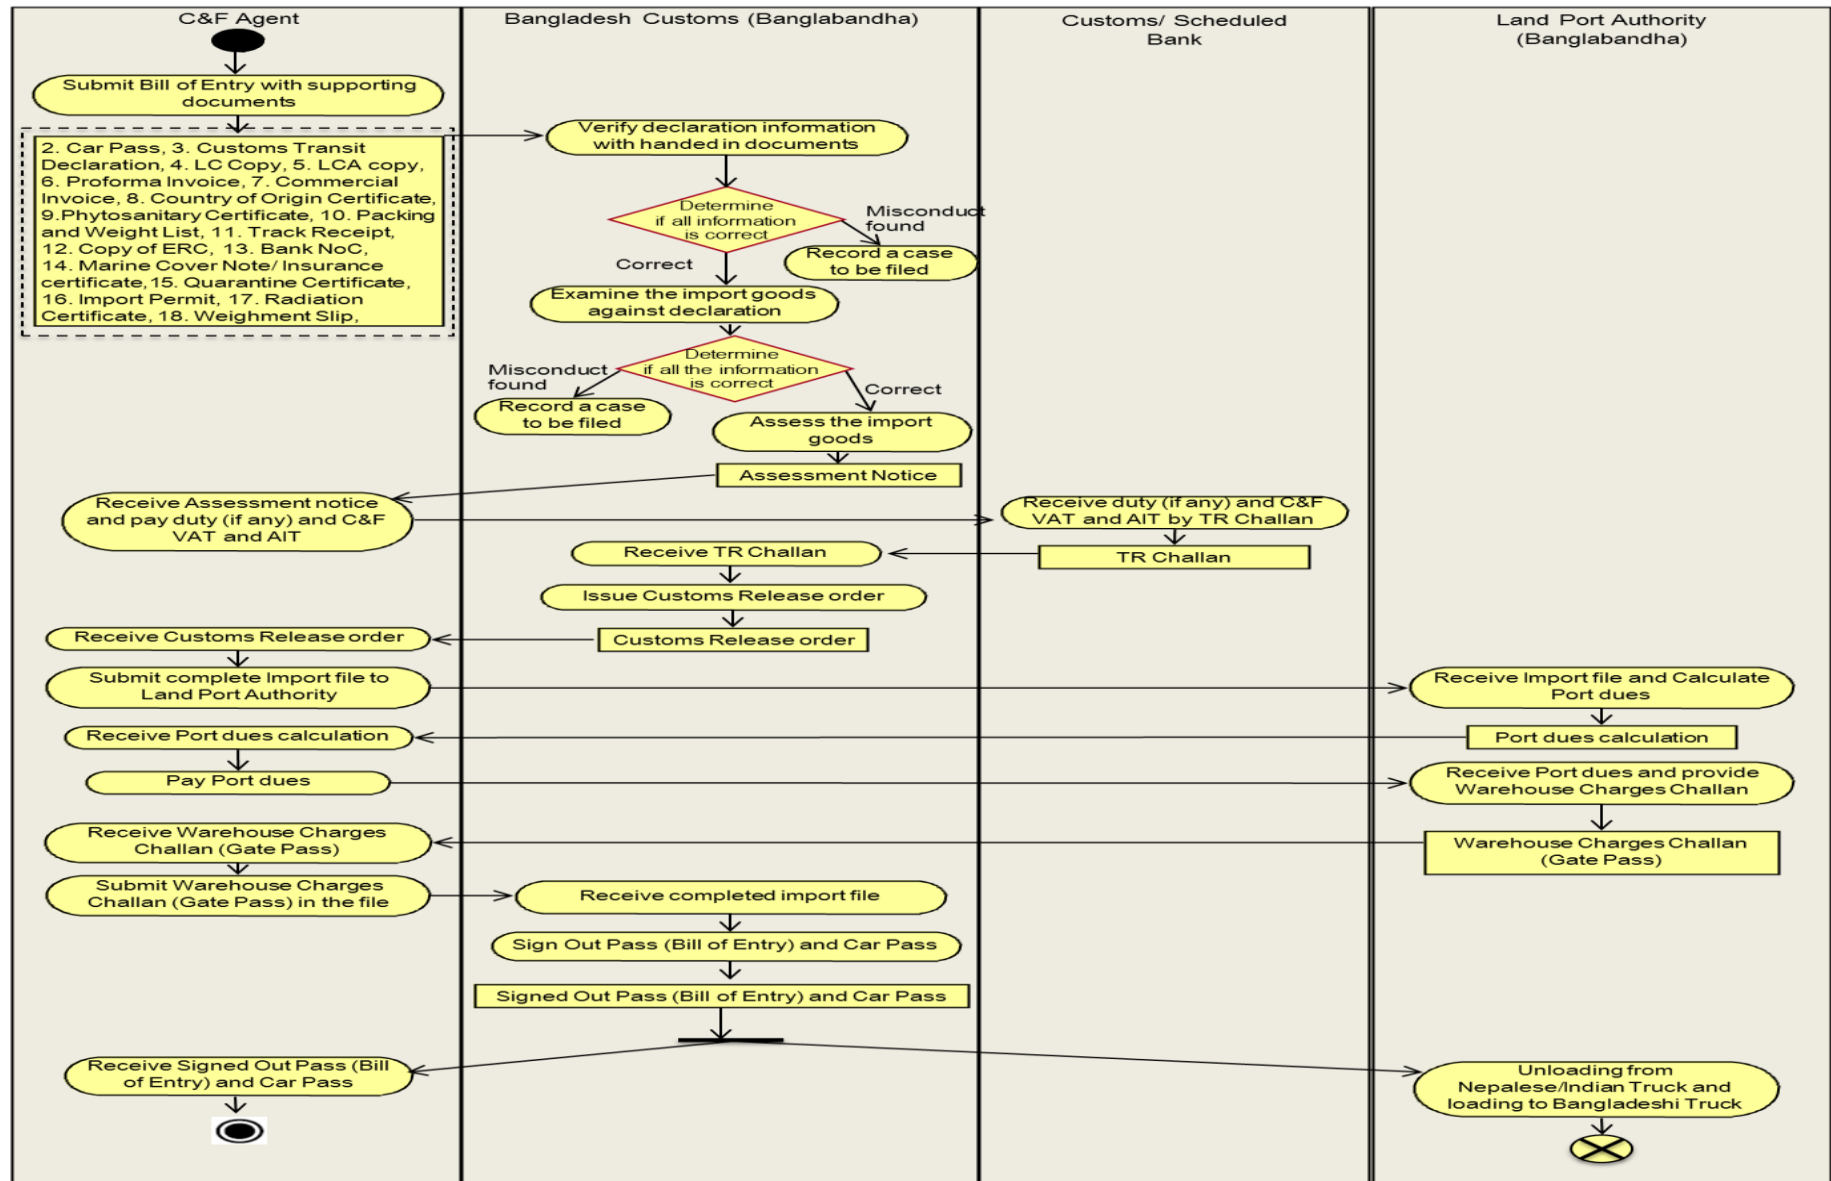 C&F Agent
Bangladesh Customs (Banglabandha)
Customs/ Scheduled
Bank
Land Port Authority
(Banglabandha)
Submit Bill of Entry with supporting
documents
2. Car Pass, 3. Customs Transit
Declaration, 4. LC Copy, 5. LCA copy,
6. Proforma Invoice, 7. Commercial
Invoice, 8. Country of Origin Certificate,
9.Phytosanitary Certificate, 10. Packing
and Weight List, 11. Track Receipt,
12. Copy of ERC, 13. Bank NoC,
14. Marine Cover Note/ Insurance
certificate,15. Quarantine Certificate,
16. Import Permit, 17. Radiation
Certificate, 18. Weighment Slip,
Verify declaration information
with handed in documents
Determine
if all information
is correct
Misconduct
found
Record a case
to be filed
Correct
Examine the import goods
against declaration
Determine
if all the information
is correct
Misconduct
found
Record a case
to be filed
Correct
Assess the import
goods
Assessment Notice
Receive Assessment notice
and pay duty (if any) and C&F
VAT and AIT
Receive duty (if any) and C&F
VAT and AIT by TR Challan
TR Challan
Receive TR Challan
Issue Customs Release order
Customs Release order
Receive Customs Release order
Submit complete Import file to
Land Port Authority
Receive Import file and Calculate
Port dues
Port dues calculation
Receive Port dues calculation
Pay Port dues
Receive Port dues and provide
Warehouse Charges Challan
Warehouse Charges Challan
(Gate Pass)
Receive Warehouse Charges
Challan (Gate Pass)
Submit Warehouse Charges
Challan (Gate Pass) in the file
Receive completed import file
Sign Out Pass (Bill of Entry) and Car Pass
Signed Out Pass (Bill of Entry) and Car Pass
Receive Signed Out Pass (Bill
of Entry) and Car Pass
Unloading from
Nepalese/Indian Truck and
loading to Bangladeshi Truck